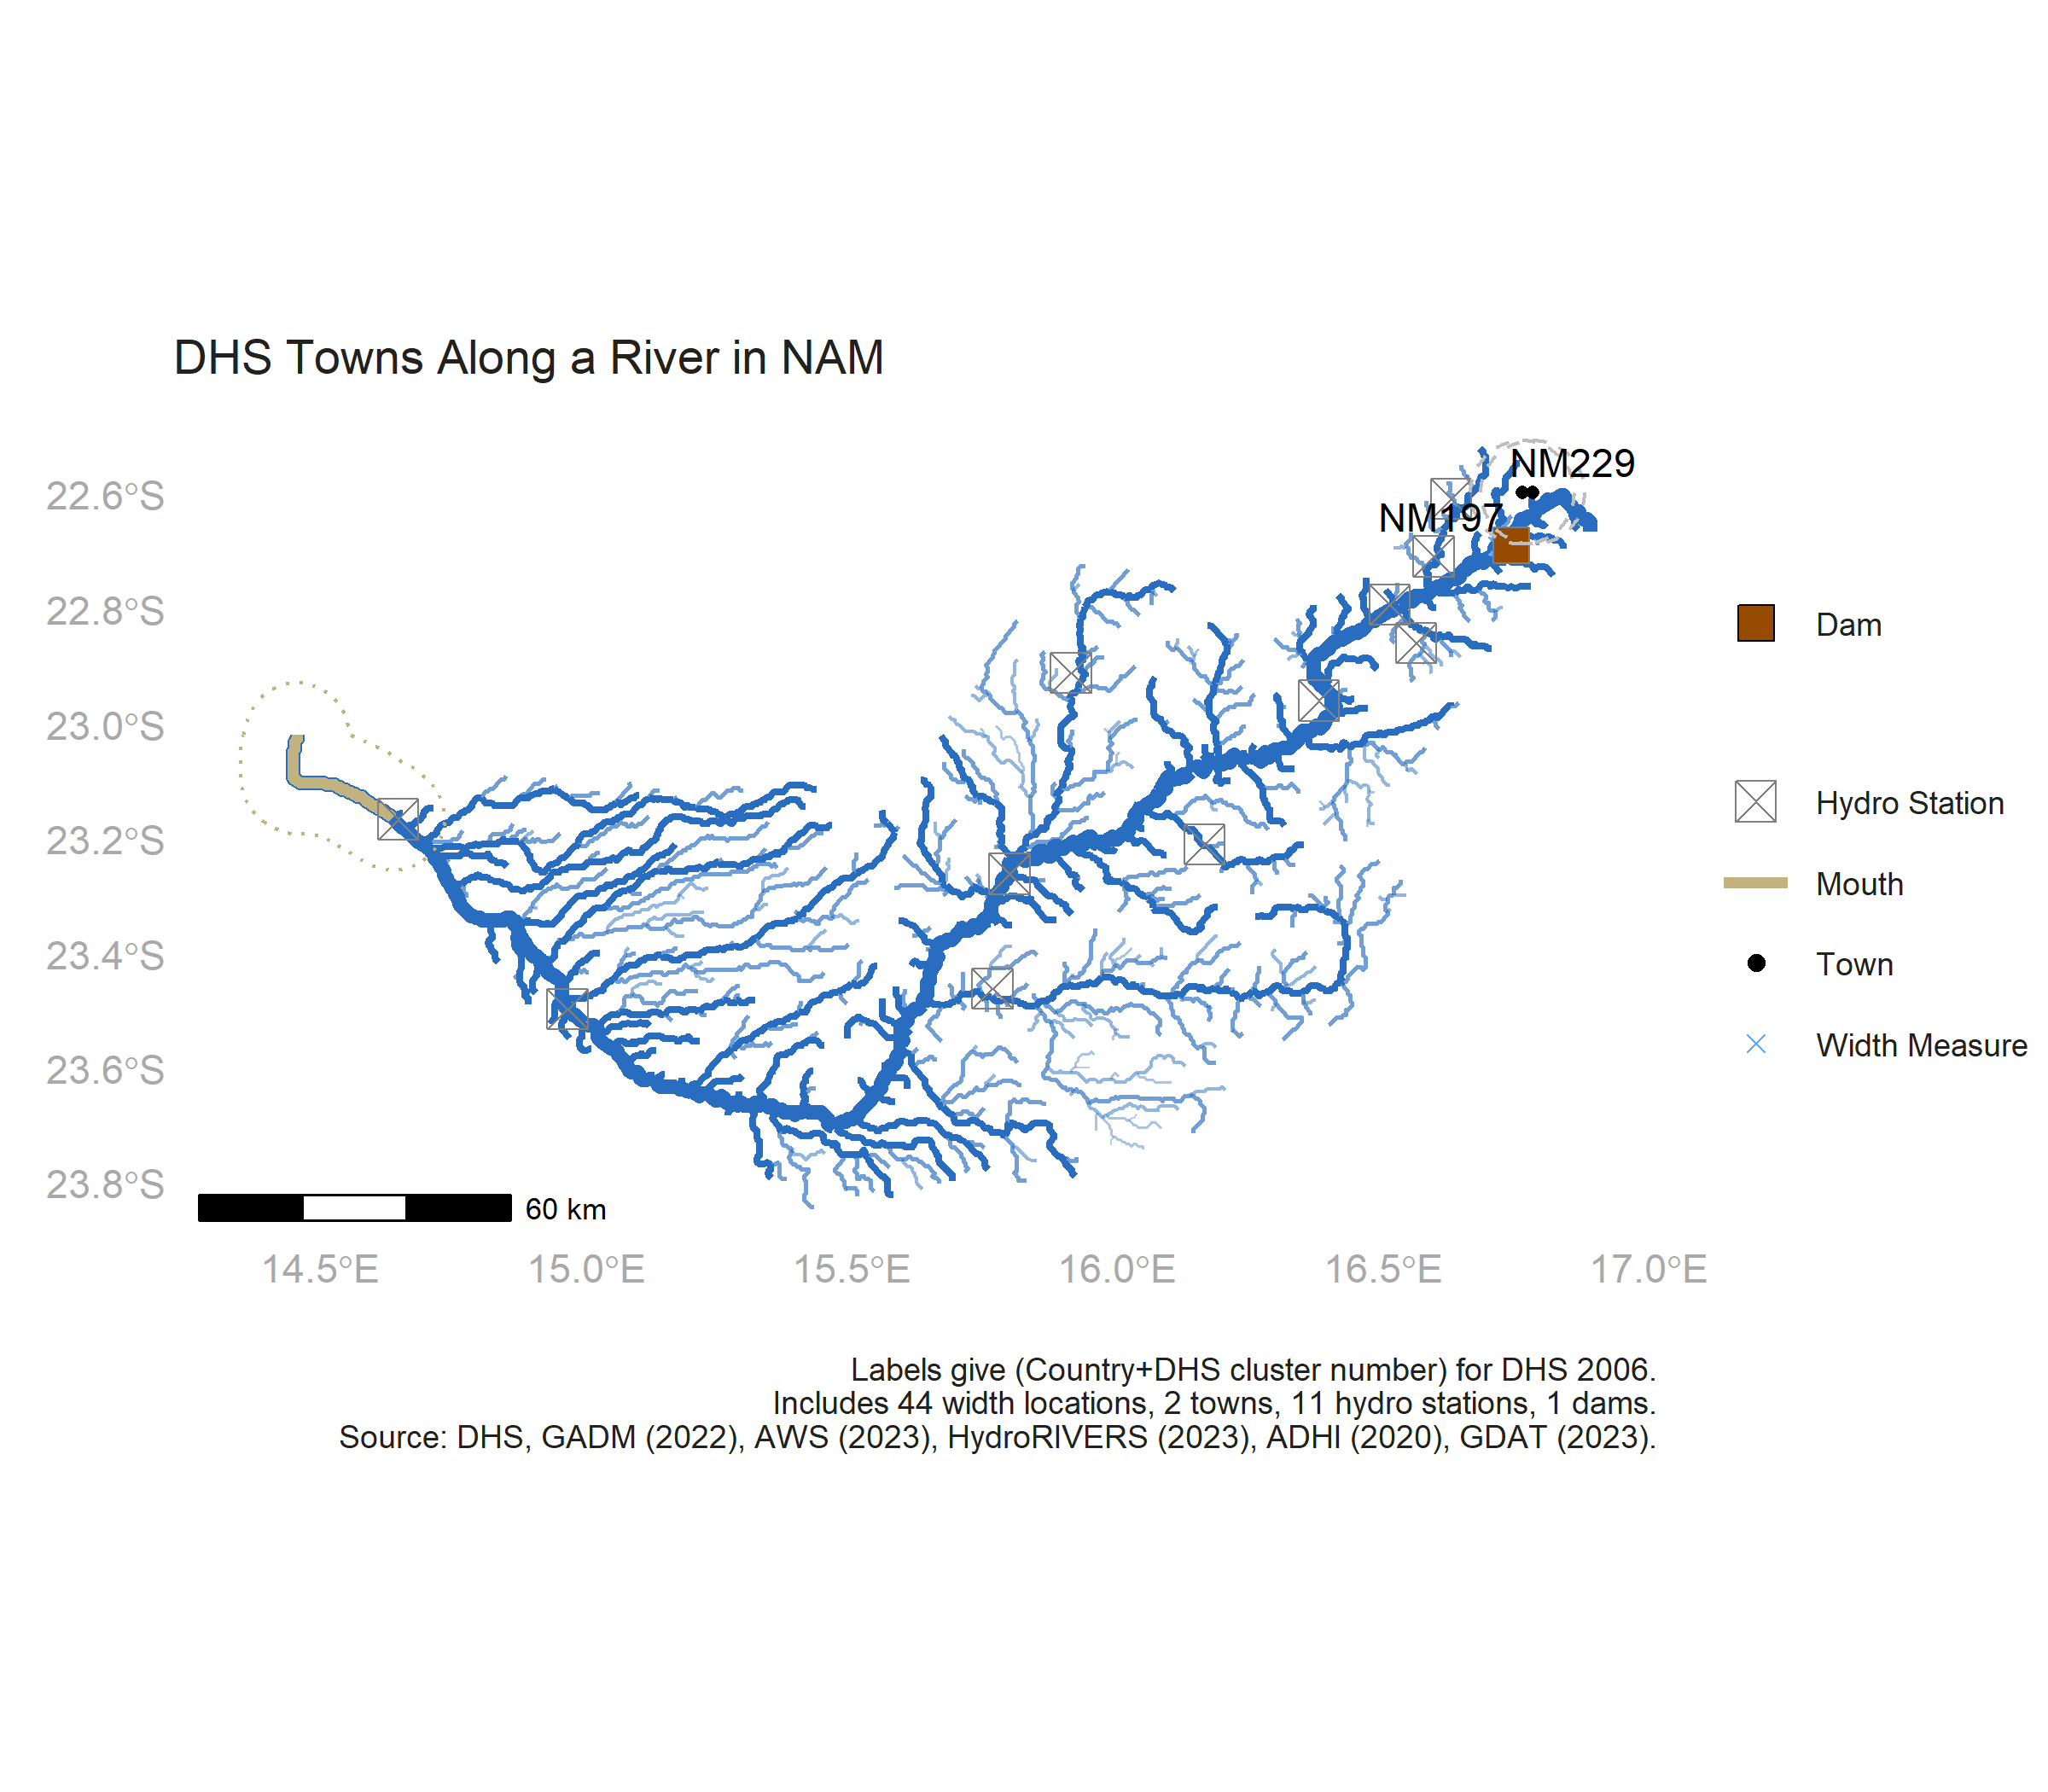 DHS Towns Along a River in NAM
NM229
NM197
22.6°S
22.8°S
23.0°S
23.2°S
23.4°S
23.6°S
23.8°S
60 km
14.5°E
15.0°E
15.5°E
16.0°E
16.5°E
17.0°E
Dam
Hydro Station
Mouth
Town
Width Measure
Labels give (Country+DHS cluster number) for DHS 2006.
Includes 44 width locations, 2 towns, 11 hydro stations, 1 dams.
Source: DHS, GADM (2022), AWS (2023), HydroRIVERS (2023), ADHI (2020), GDAT (2023).